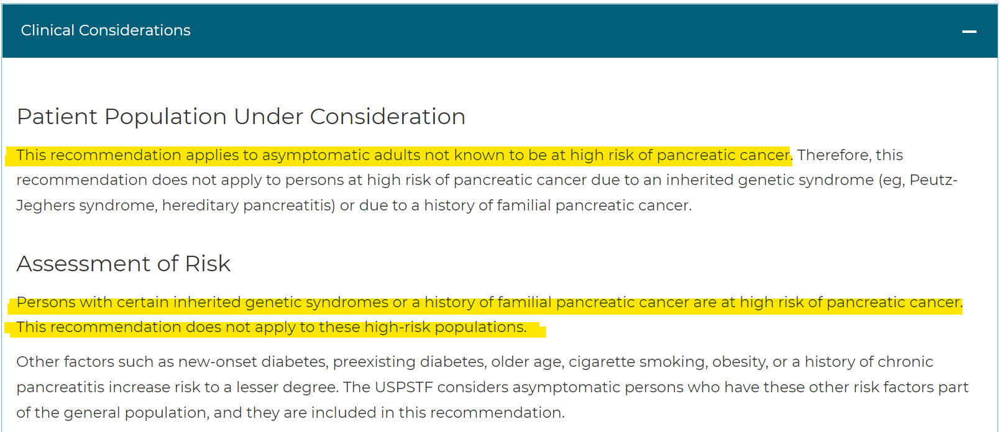 Clinical Considerations
Patient Population Under Consideration
This recommendation applies to asymptomatic adults not known to be at high risk of pancreatic cancer. Therefore, this
recommendation does not apply to persons at high risk of pancreatic cancer due to an inherited genetic syndrome (eg, Peutz-
Jeghers syndrome, hereditary pancreatitis) or due to a history of familial pancreatic cancer.
Assessment of Risk
Persons with certain inherited genetic syndromes or a history of familial pancreatic cancer are at high risk of pancreatic cancer.
This recommendation does not apply to these high-risk populations.
Other factors such as new-onset diabetes, preexisting diabetes, older age, cigarette smoking, obesity, or a history of chronic
pancreatitis increase risk to a lesser degree. The USPSTF considers asymptomatic persons who have these other risk factors part
of the general population, and they are included in this recommendation.